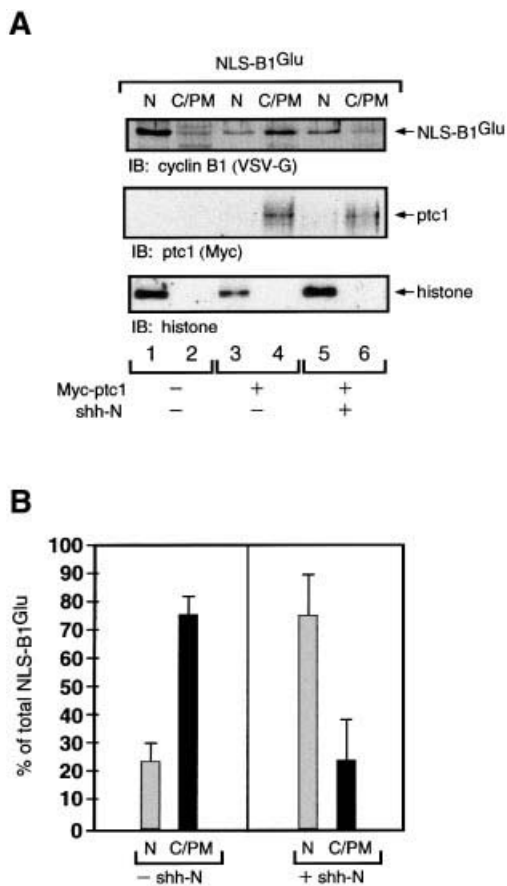 A
NLS-B1Glu
N C/PM N C/PM N C/PM
NLS-B1Glu
IB: cyclin B1 (VSV-G)
ptc1
IB: ptc1 (Myc)
histone
IB: histone
1 2 3 4 5 6
Myc-ptc1 − + +
shh-N − − +
B
% of total NLS-B1Glu
100
90
80
70
60
50
40
30
20
10
0
N C/PM N C/PM
− shh-N + shh-N